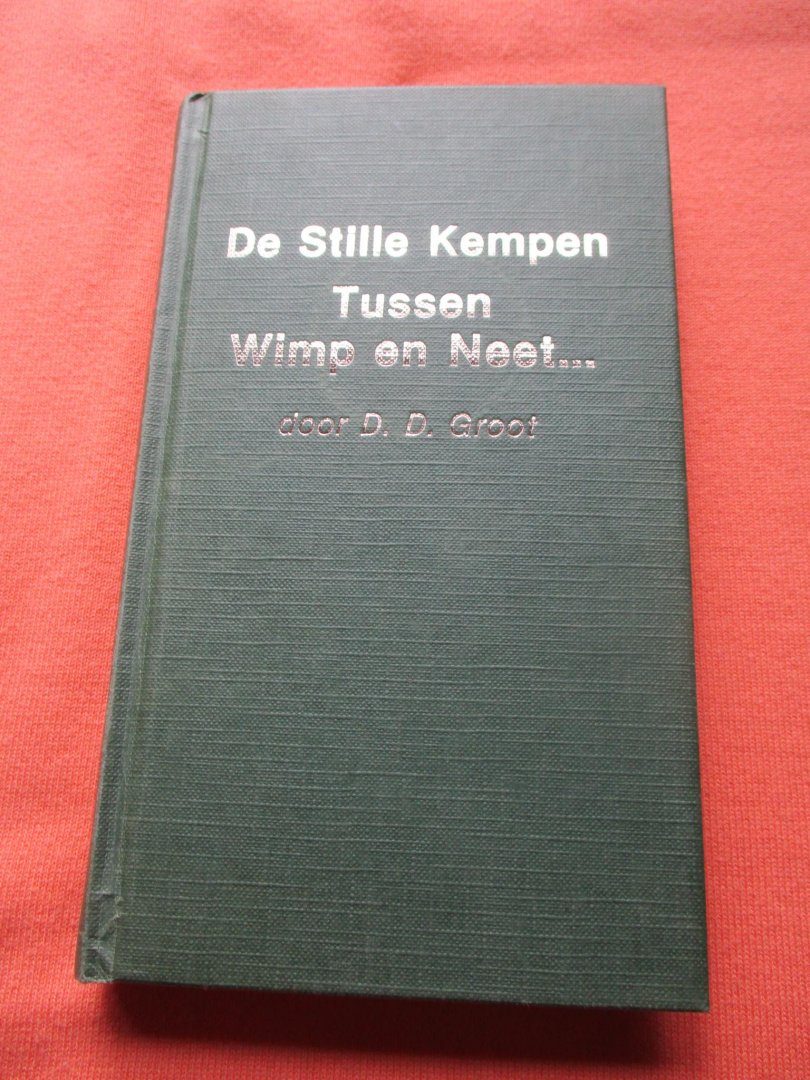 De Stille Kempen
Tussen
Wimp en Neet...
door D. D. Groot